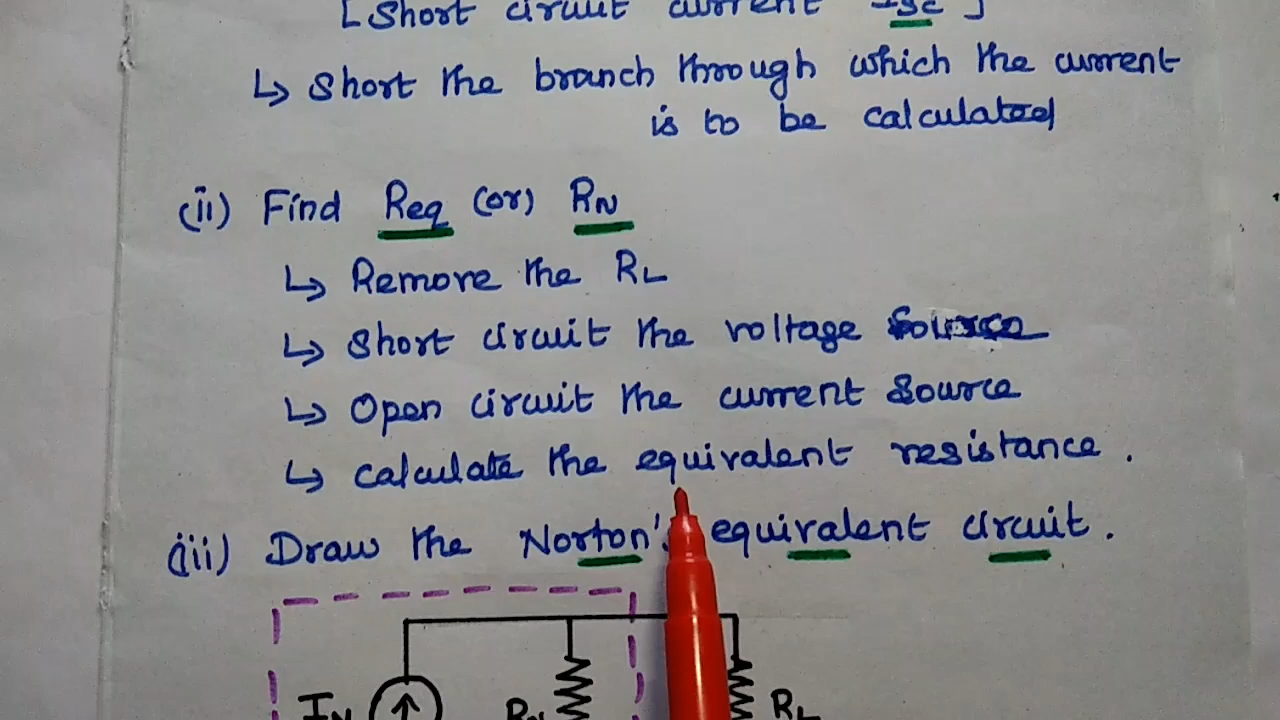 [Short circuit current Isc]
↳ Short the branch through which the current
is to be calculated
(ii) Find Req (or) RN
↳ Remove the RL
↳ Short circuit the voltage source
↳ Open circuit the current source
↳ calculate the equivalent resistance.
(iii) Draw the Norton's equivalent circuit.
IN RN RL